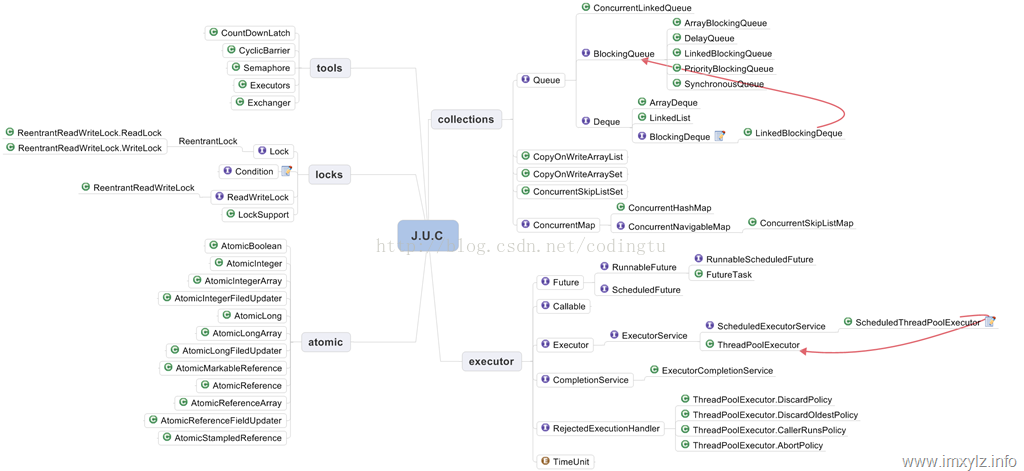 CountDownLatch
CyclicBarrier
Semaphore
Executors
Exchanger
tools
ReentrantReadWriteLock.ReadLock
ReentrantReadWriteLock.WriteLock
ReentrantLock
Lock
Condition
ReentrantReadWriteLock
ReadWriteLock
LockSupport
locks
AtomicBoolean
AtomicInteger
AtomicIntegerArray
AtomicIntegerFiledUpdater
AtomicLong
AtomicLongArray
AtomicLongFiledUpdater
AtomicMarkableReference
AtomicReference
AtomicReferenceArray
AtomicReferenceFieldUpdater
AtomicStampledReference
atomic
J.U.C
http://blog.csdn.net/codingtu
collections
Queue
ConcurrentLinkedQueue
BlockingQueue
ArrayBlockingQueue
DelayQueue
LinkedBlockingQueue
PriorityBlockingQueue
SynchronousQueue
Deque
ArrayDeque
LinkedList
BlockingDeque
LinkedBlockingDeque
CopyOnWriteArrayList
CopyOnWriteArraySet
ConcurrentSkipListSet
ConcurrentMap
ConcurrentHashMap
ConcurrentNavigableMap
ConcurrentSkipListMap
executor
Future
RunnableFuture
RunnableScheduledFuture
FutureTask
ScheduledFuture
Callable
Executor
ExecutorService
ScheduledExecutorService
ScheduledThreadPoolExecutor
ThreadPoolExecutor
CompletionService
ExecutorCompletionService
RejectedExecutionHandler
ThreadPoolExecutor.DiscardPolicy
ThreadPoolExecutor.DiscardOldestPolicy
ThreadPoolExecutor.CallerRunsPolicy
ThreadPoolExecutor.AbortPolicy
TimeUnit
www.imxylz.info